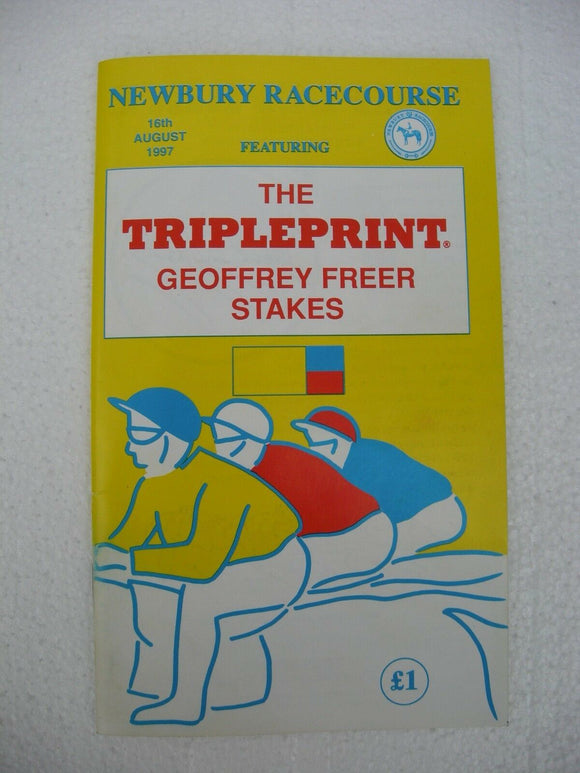 NEWBURY RACECOURSE
16th
AUGUST
1997
FEATURING
THE
TRIPLEPRINT®
GEOFFREY FREER
STAKES
£1